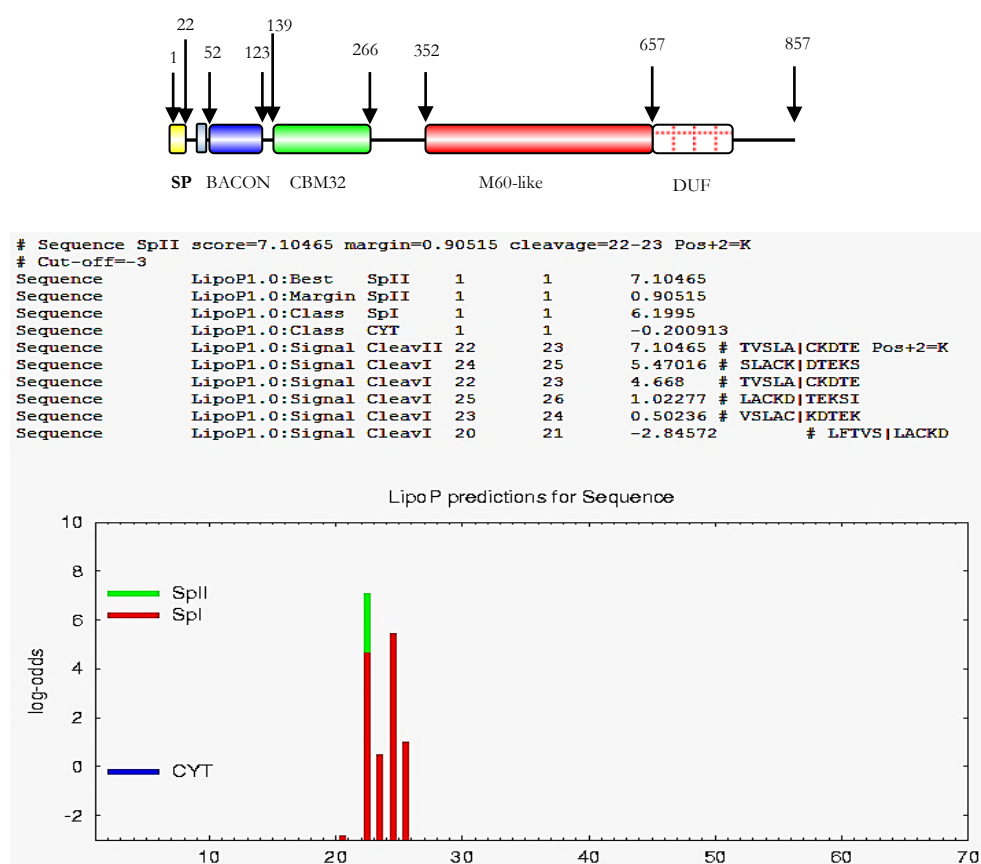 1 22 52 123 139 266 352 657 857
SP BACON CBM32 M60-like DUF
# Sequence SpII score=7.10465 margin=0.90515 cleavage=22-23 Pos+2=K
# Cut-off=-3
Sequence LipoP1.0:Best SpII 1 1 7.10465
Sequence LipoP1.0:Margin SpII 1 1 0.90515
Sequence LipoP1.0:Class SpI 1 1 6.1995
Sequence LipoP1.0:Class CYT 1 1 -0.200913
Sequence LipoP1.0:Signal CleavII 22 23 7.10465 # TVSLA|CKDTE Pos+2=K
Sequence LipoP1.0:Signal CleavI 24 25 5.47016 # SLACK|DTEKS
Sequence LipoP1.0:Signal CleavI 22 23 4.668 # TVSLA|CKDTE
Sequence LipoP1.0:Signal CleavI 25 26 1.02277 # LACKD|TEKSI
Sequence LipoP1.0:Signal CleavI 23 24 0.50236 # VSLAC|KDTEK
Sequence LipoP1.0:Signal CleavI 20 21 -2.84572 # LFTVS|LACKD
LipoP predictions for Sequence
10
8
SpII
6
SpI
4
log-odds
2
0
CYT
-2
10 20 30 40 50 60 70